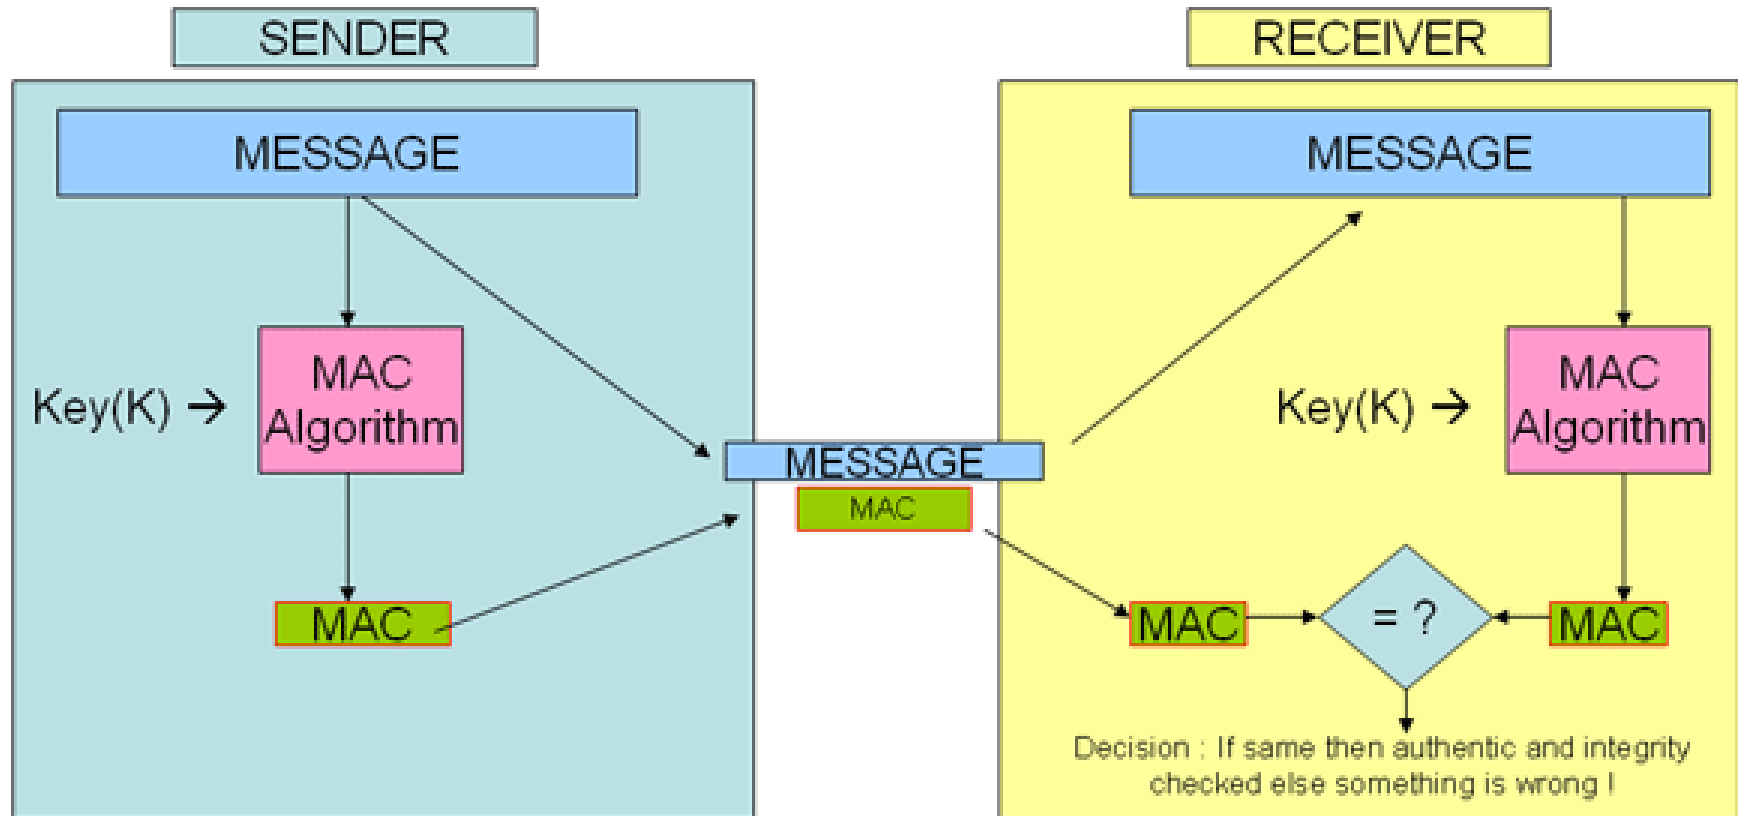 SENDER
RECEIVER
MESSAGE
MESSAGE
MAC
Algorithm
Key(K) →
MAC
Algorithm
Key(K) →
MESSAGE
MAC
MAC
MAC
= ?
MAC
Decision : If same then authentic and integrity
checked else something is wrong !